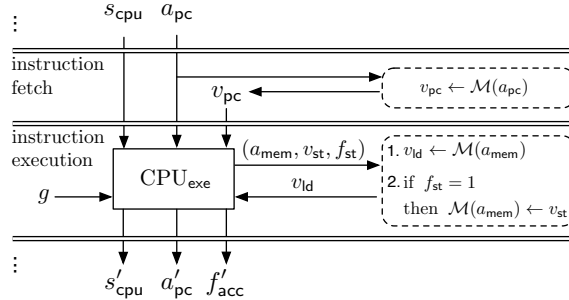 ⋮
s_cpu a_pc
instruction
fetch
v_pc
v_pc ← M(a_pc)
instruction
execution
(a_mem, v_st, f_st)
1. v_ld ← M(a_mem)
CPU_exe
v_ld
2. if f_st = 1
then M(a_mem) ← v_st
g
⋮
s'_cpu a'_pc f'_acc